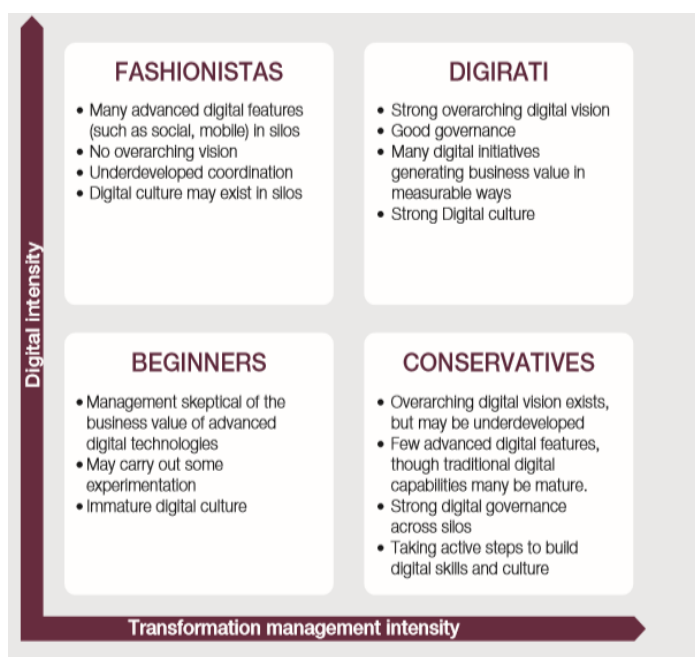 FASHIONISTAS
• Many advanced digital features
(such as social, mobile) in silos
• No overarching vision
• Underdeveloped coordination
• Digital culture may exist in silos
DIGIRATI
• Strong overarching digital vision
• Good governance
• Many digital initiatives
generating business value in
measurable ways
• Strong Digital culture
Digital intensity
BEGINNERS
• Management skeptical of the
business value of advanced
digital technologies
• May carry out some
experimentation
• Immature digital culture
CONSERVATIVES
• Overarching digital vision exists,
but may be underdeveloped
• Few advanced digital features,
though traditional digital
capabilities many be mature.
• Strong digital governance
across silos
• Taking active steps to build
digital skills and culture
Transformation management intensity